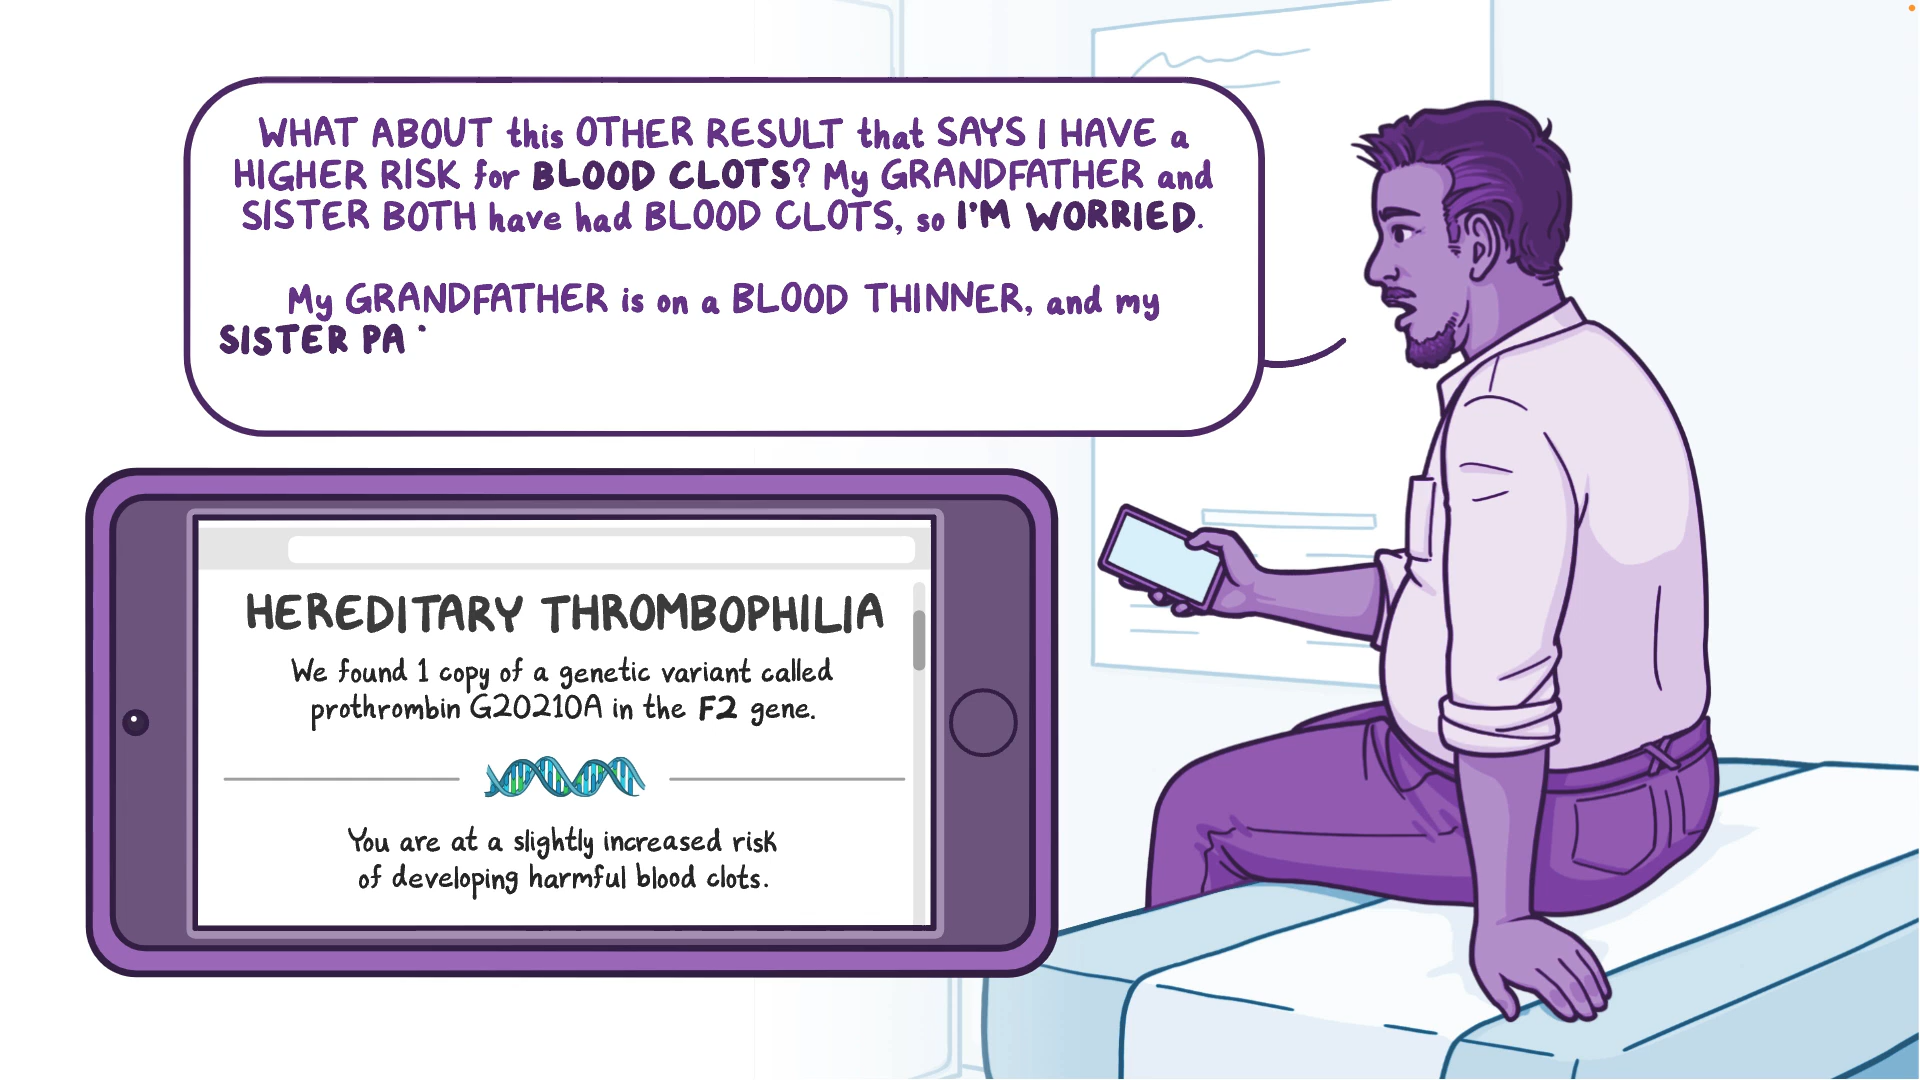 WHAT ABOUT this OTHER RESULT that SAYS I HAVE a
HIGHER RISK for BLOOD CLOTS? My GRANDFATHER and
SISTER BOTH have had BLOOD CLOTS, so I'M WORRIED.
My GRANDFATHER is on a BLOOD THINNER, and my
SISTER PA
HEREDITARY THROMBOPHILIA
We found 1 copy of a genetic variant called
prothrombin G20210A in the F2 gene.
You are at a slightly increased risk
of developing harmful blood clots.